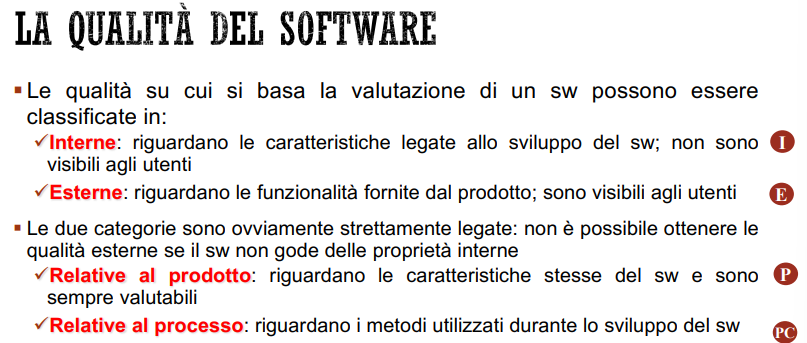 LA QUALITÀ DEL SOFTWARE
▪ Le qualità su cui si basa la valutazione di un sw possono essere
classificate in:
✓Interne: riguardano le caratteristiche legate allo sviluppo del sw; non sono
visibili agli utenti
I
✓Esterne: riguardano le funzionalità fornite dal prodotto; sono visibili agli utenti
E
▪ Le due categorie sono ovviamente strettamente legate: non è possibile ottenere le
qualità esterne se il sw non gode delle proprietà interne
✓Relative al prodotto: riguardano le caratteristiche stesse del sw e sono
sempre valutabili
P
✓Relative al processo: riguardano i metodi utilizzati durante lo sviluppo del sw
PC